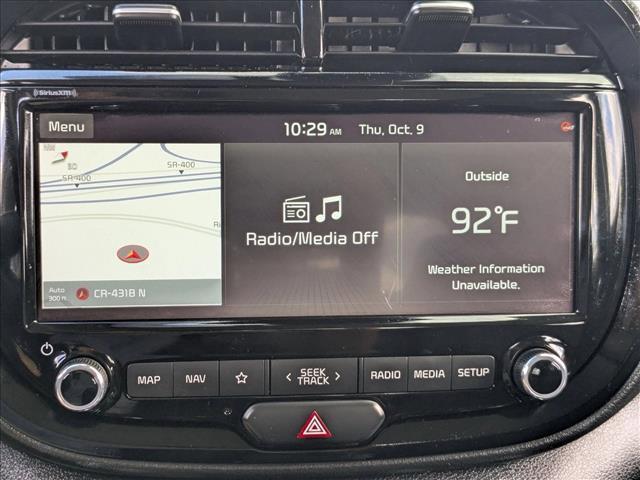 ((SiriusXM))
Menu
10:29 AM Thu, Oct. 9
SR-400
SR-400
Radio/Media Off
Outside
92°F
Weather Information
Unavailable.
Auto
300 ft
CR-431B N
MAP NAV SEEK TRACK RADIO MEDIA SETUP